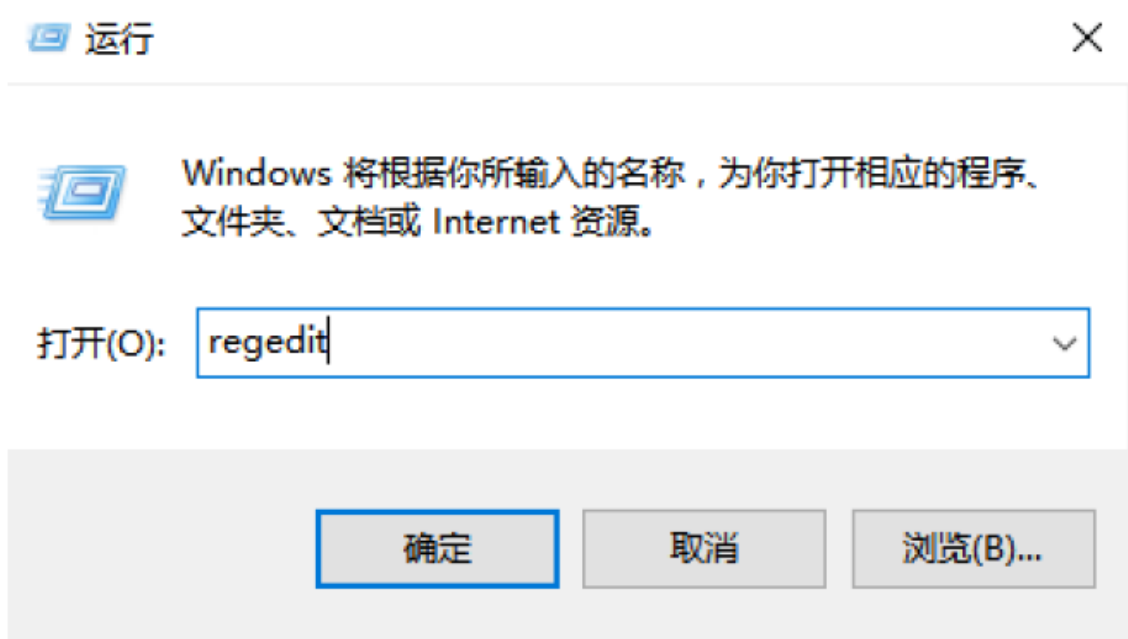 运行
Windows 将根据你所输入的名称，为你打开相应的程序、
文件夹、文档或 Internet 资源。
打开(O): regedit
确定 取消 浏览(B)...